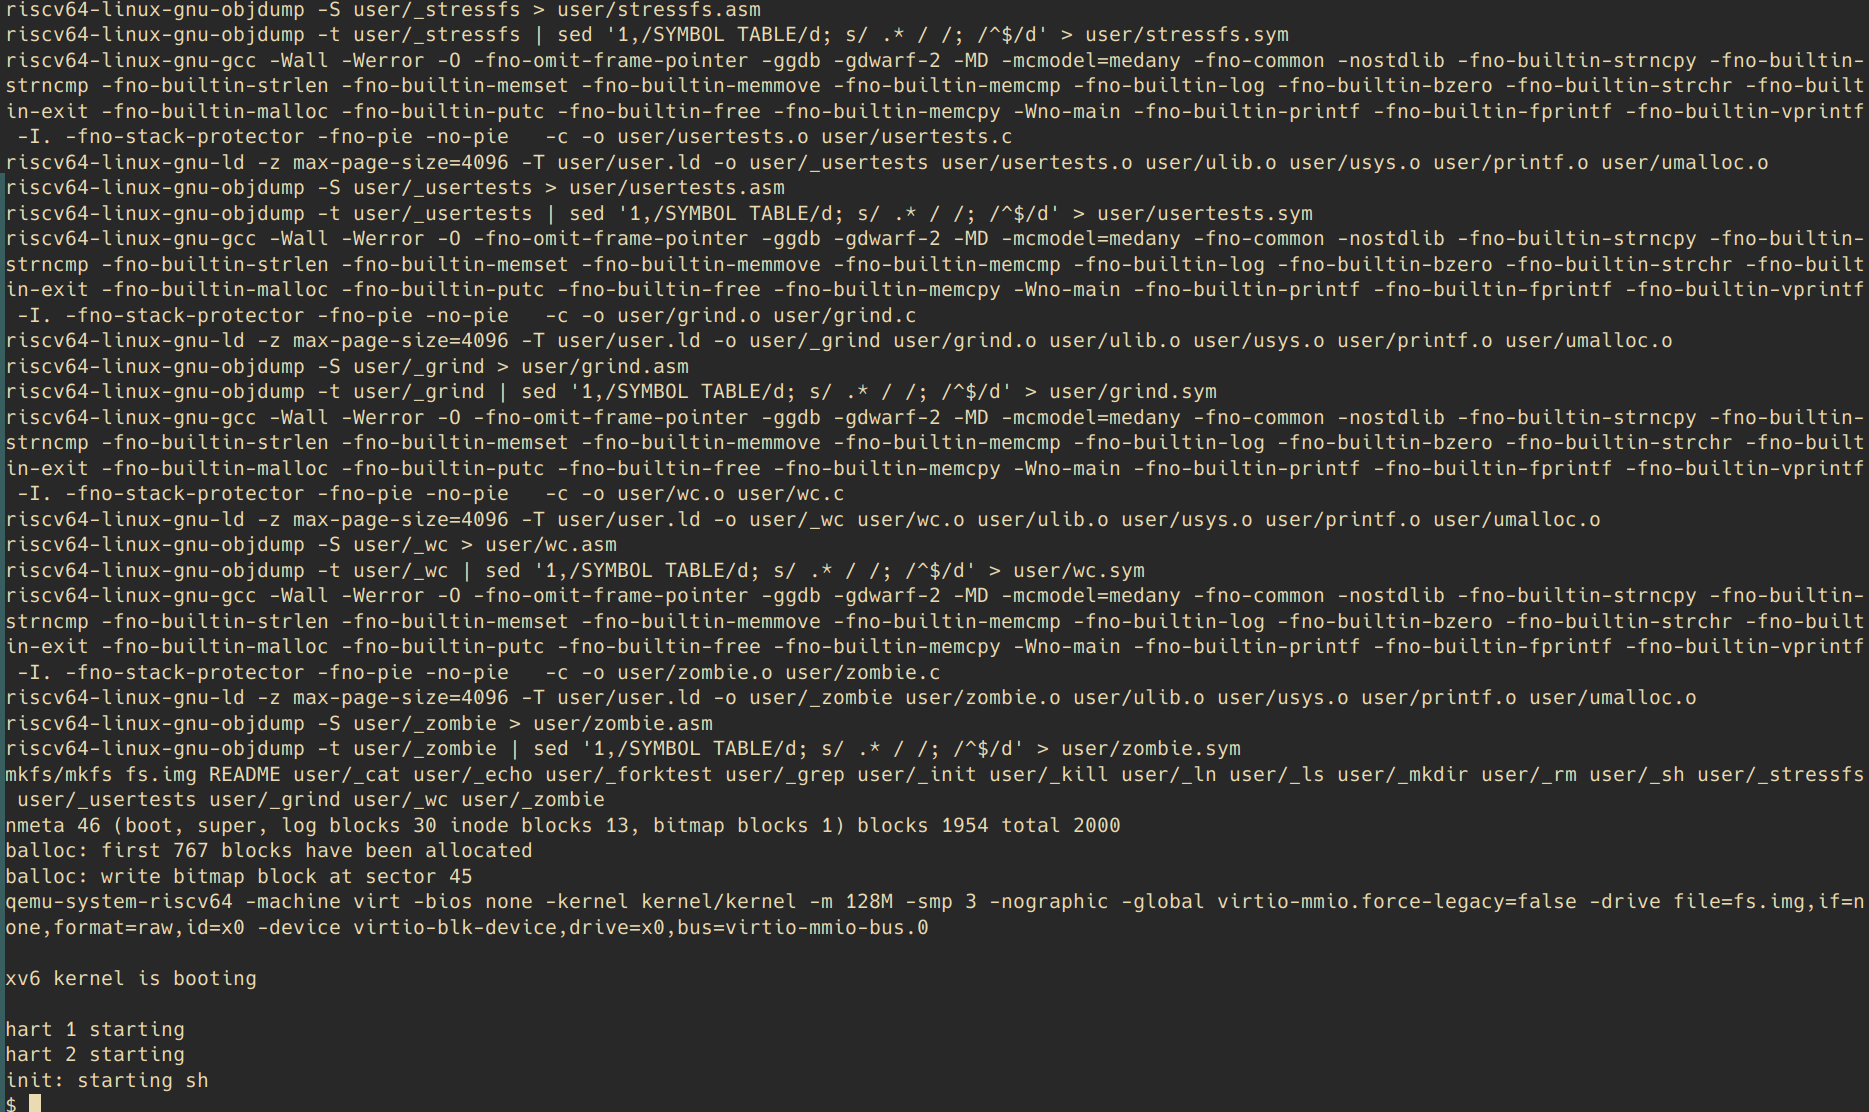 riscv64-linux-gnu-objdump -S user/_stressfs > user/stressfs.asm
riscv64-linux-gnu-objdump -t user/_stressfs | sed '1,/SYMBOL TABLE/d; s/ .* / /; /^$/d' > user/stressfs.sym
riscv64-linux-gnu-gcc -Wall -Werror -O -fno-omit-frame-pointer -ggdb -gdwarf-2 -MD -mcmodel=medany -fno-common -nostdlib -fno-builtin-strncpy -fno-builtin-
strncmp -fno-builtin-strlen -fno-builtin-memset -fno-builtin-memmove -fno-builtin-memcmp -fno-builtin-log -fno-builtin-bzero -fno-builtin-strchr -fno-built
in-exit -fno-builtin-malloc -fno-builtin-putc -fno-builtin-free -fno-builtin-memcpy -Wno-main -fno-builtin-printf -fno-builtin-fprintf -fno-builtin-vprintf
 -I. -fno-stack-protector -fno-pie -no-pie   -c -o user/usertests.o user/usertests.c
riscv64-linux-gnu-ld -z max-page-size=4096 -T user/user.ld -o user/_usertests user/usertests.o user/ulib.o user/usys.o user/printf.o user/umalloc.o
riscv64-linux-gnu-objdump -S user/_usertests > user/usertests.asm
riscv64-linux-gnu-objdump -t user/_usertests | sed '1,/SYMBOL TABLE/d; s/ .* / /; /^$/d' > user/usertests.sym
riscv64-linux-gnu-gcc -Wall -Werror -O -fno-omit-frame-pointer -ggdb -gdwarf-2 -MD -mcmodel=medany -fno-common -nostdlib -fno-builtin-strncpy -fno-builtin-
strncmp -fno-builtin-strlen -fno-builtin-memset -fno-builtin-memmove -fno-builtin-memcmp -fno-builtin-log -fno-builtin-bzero -fno-builtin-strchr -fno-built
in-exit -fno-builtin-malloc -fno-builtin-putc -fno-builtin-free -fno-builtin-memcpy -Wno-main -fno-builtin-printf -fno-builtin-fprintf -fno-builtin-vprintf
 -I. -fno-stack-protector -fno-pie -no-pie   -c -o user/grind.o user/grind.c
riscv64-linux-gnu-ld -z max-page-size=4096 -T user/user.ld -o user/_grind user/grind.o user/ulib.o user/usys.o user/printf.o user/umalloc.o
riscv64-linux-gnu-objdump -S user/_grind > user/grind.asm
riscv64-linux-gnu-objdump -t user/_grind | sed '1,/SYMBOL TABLE/d; s/ .* / /; /^$/d' > user/grind.sym
riscv64-linux-gnu-gcc -Wall -Werror -O -fno-omit-frame-pointer -ggdb -gdwarf-2 -MD -mcmodel=medany -fno-common -nostdlib -fno-builtin-strncpy -fno-builtin-
strncmp -fno-builtin-strlen -fno-builtin-memset -fno-builtin-memmove -fno-builtin-memcmp -fno-builtin-log -fno-builtin-bzero -fno-builtin-strchr -fno-built
in-exit -fno-builtin-malloc -fno-builtin-putc -fno-builtin-free -fno-builtin-memcpy -Wno-main -fno-builtin-printf -fno-builtin-fprintf -fno-builtin-vprintf
 -I. -fno-stack-protector -fno-pie -no-pie   -c -o user/wc.o user/wc.c
riscv64-linux-gnu-ld -z max-page-size=4096 -T user/user.ld -o user/_wc user/wc.o user/ulib.o user/usys.o user/printf.o user/umalloc.o
riscv64-linux-gnu-objdump -S user/_wc > user/wc.asm
riscv64-linux-gnu-objdump -t user/_wc | sed '1,/SYMBOL TABLE/d; s/ .* / /; /^$/d' > user/wc.sym
riscv64-linux-gnu-gcc -Wall -Werror -O -fno-omit-frame-pointer -ggdb -gdwarf-2 -MD -mcmodel=medany -fno-common -nostdlib -fno-builtin-strncpy -fno-builtin-
strncmp -fno-builtin-strlen -fno-builtin-memset -fno-builtin-memmove -fno-builtin-memcmp -fno-builtin-log -fno-builtin-bzero -fno-builtin-strchr -fno-built
in-exit -fno-builtin-malloc -fno-builtin-putc -fno-builtin-free -fno-builtin-memcpy -Wno-main -fno-builtin-printf -fno-builtin-fprintf -fno-builtin-vprintf
 -I. -fno-stack-protector -fno-pie -no-pie   -c -o user/zombie.o user/zombie.c
riscv64-linux-gnu-ld -z max-page-size=4096 -T user/user.ld -o user/_zombie user/zombie.o user/ulib.o user/usys.o user/printf.o user/umalloc.o
riscv64-linux-gnu-objdump -S user/_zombie > user/zombie.asm
riscv64-linux-gnu-objdump -t user/_zombie | sed '1,/SYMBOL TABLE/d; s/ .* / /; /^$/d' > user/zombie.sym
mkfs/mkfs fs.img README user/_cat user/_echo user/_forktest user/_grep user/_init user/_kill user/_ln user/_ls user/_mkdir user/_rm user/_sh user/_stressfs
 user/_usertests user/_grind user/_wc user/_zombie
nmeta 46 (boot, super, log blocks 30 inode blocks 13, bitmap blocks 1) blocks 1954 total 2000
balloc: first 767 blocks have been allocated
balloc: write bitmap block at sector 45
qemu-system-riscv64 -machine virt -bios none -kernel kernel/kernel -m 128M -smp 3 -nographic -global virtio-mmio.force-legacy=false -drive file=fs.img,if=n
one,format=raw,id=x0 -device virtio-blk-device,drive=x0,bus=virtio-mmio-bus.0

xv6 kernel is booting

hart 1 starting
hart 2 starting
init: starting sh
$